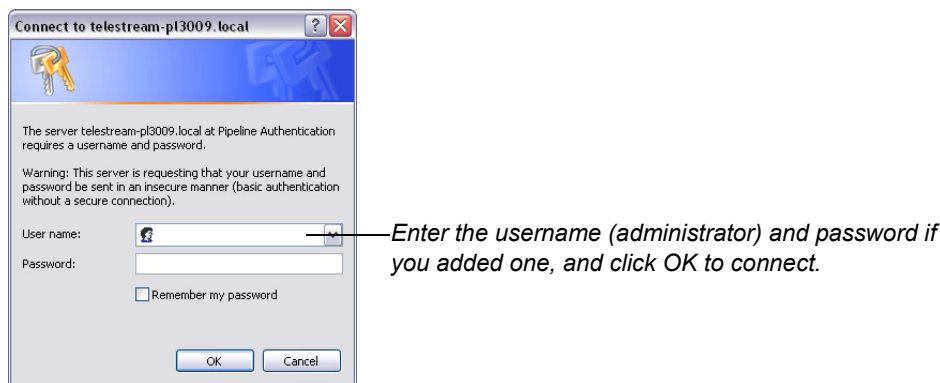 Connect to telestream-pl3009.local
The server telestream-pl3009.local at Pipeline Authentication
requires a username and password.
Warning: This server is requesting that your username and
password be sent in an insecure manner (basic authentication
without a secure connection).
User name:
Password:
Remember my password
OK Cancel
Enter the username (administrator) and password if
you added one, and click OK to connect.